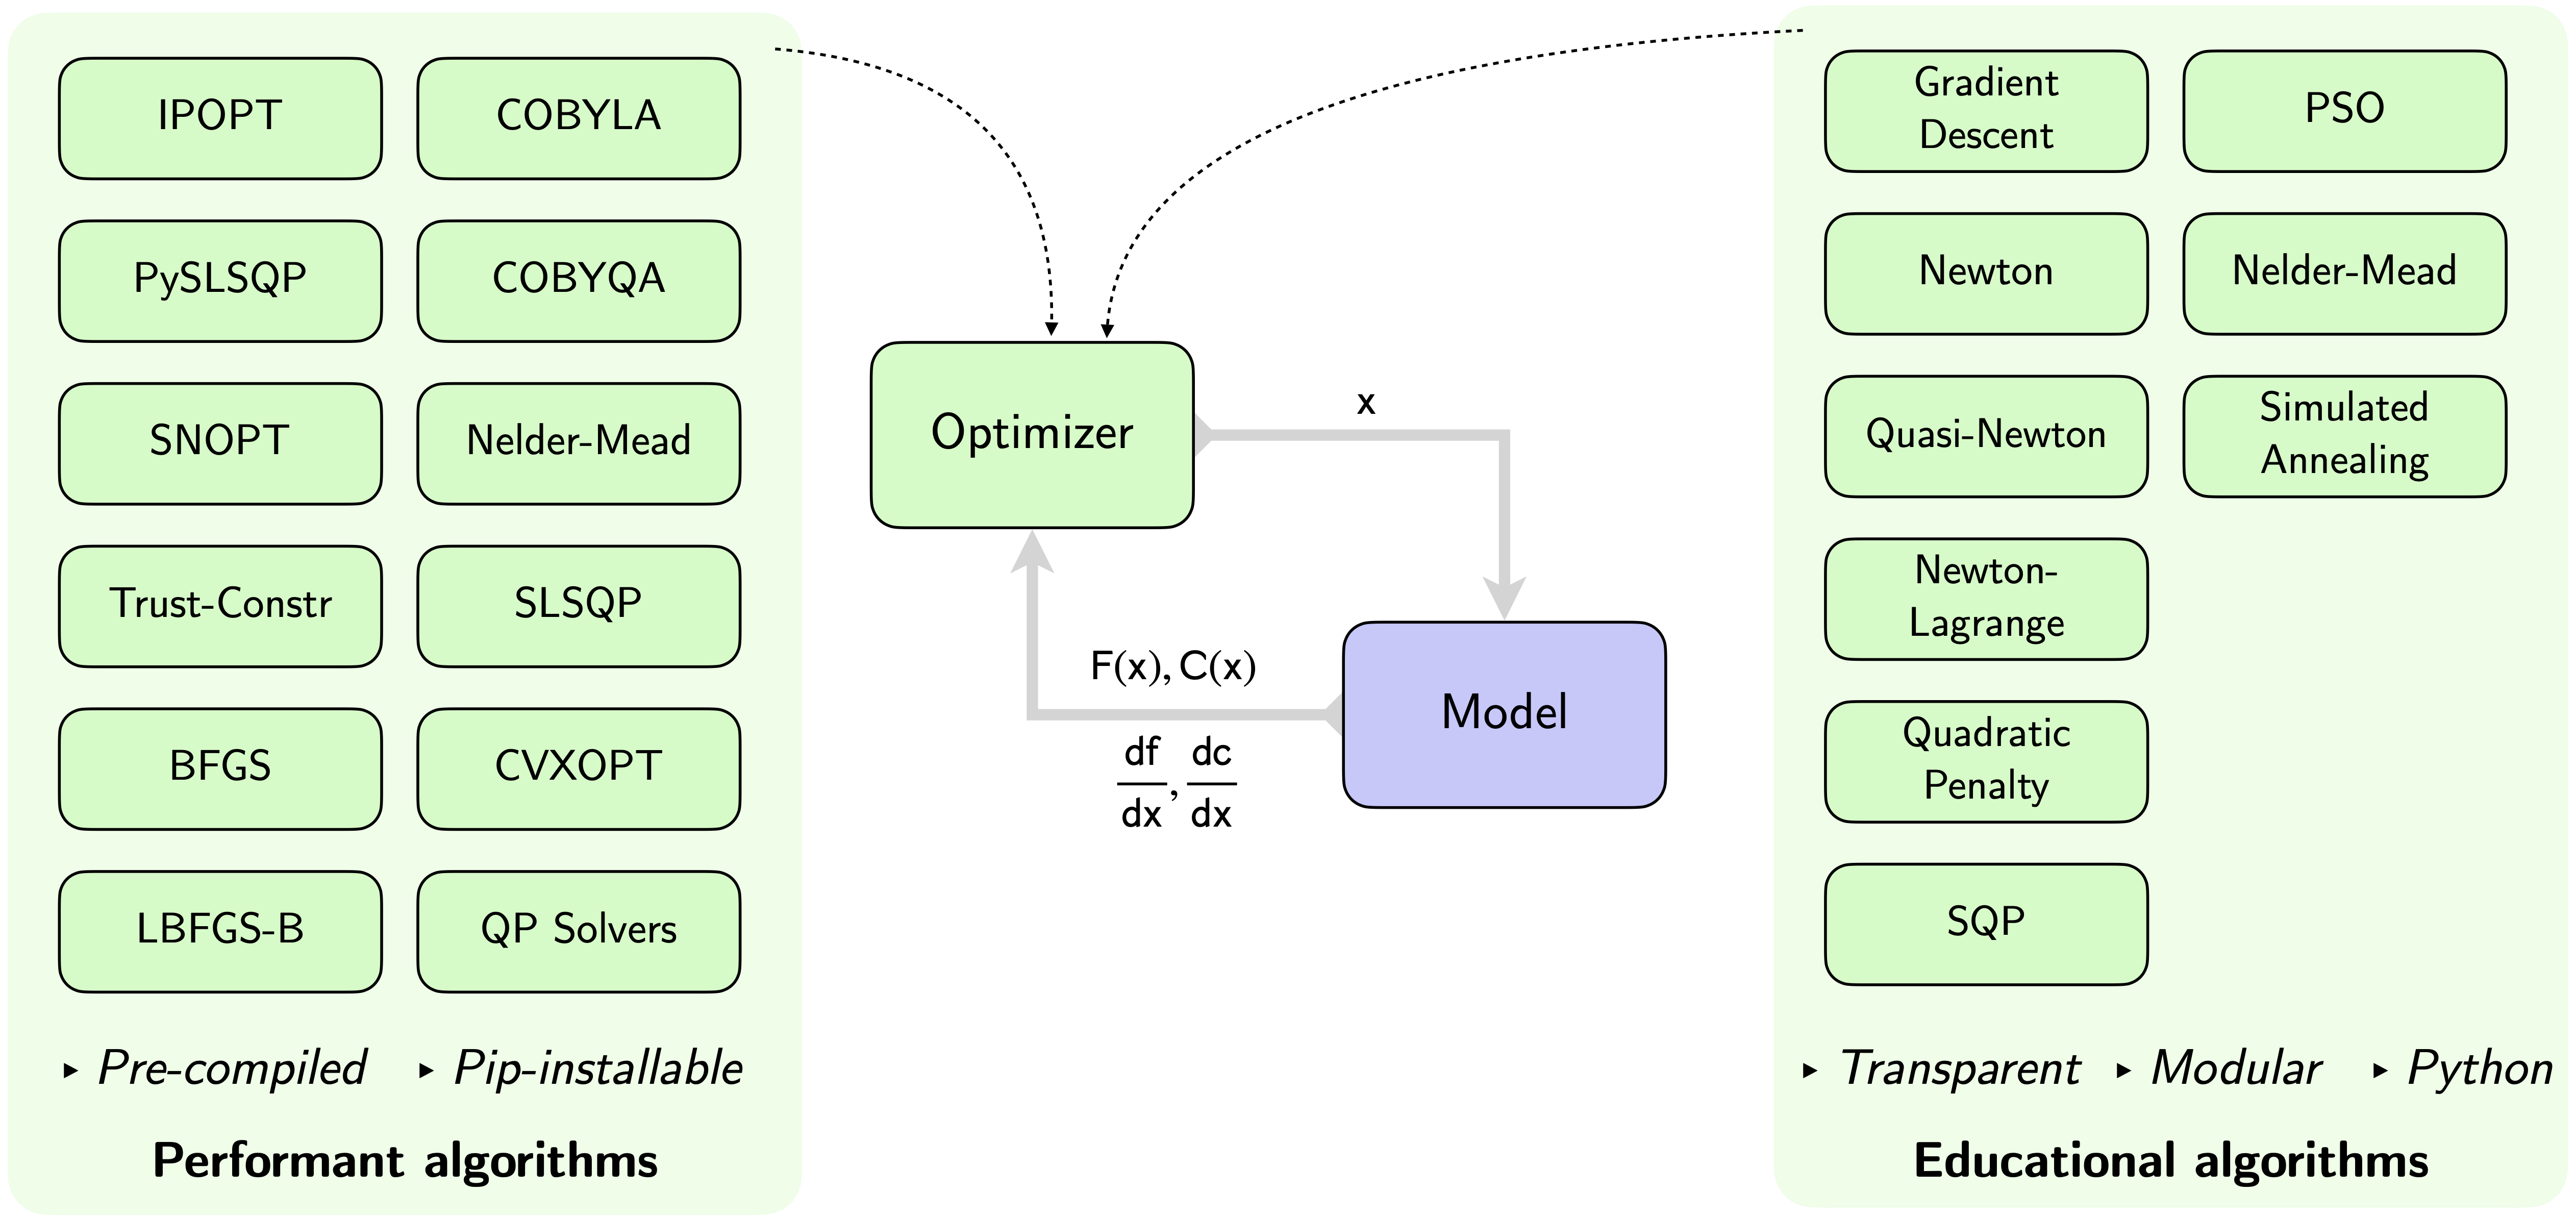 IPOPT
COBYLA
PySLSQP
COBYQA
SNOPT
Nelder-Mead
Trust-Constr
SLSQP
BFGS
CVXOPT
LBFGS-B
QP Solvers
▸ Pre-compiled
▸ Pip-installable
Performant algorithms
Optimizer
x
Model
F(x), C(x)
df/dx, dc/dx
Gradient
Descent
PSO
Newton
Nelder-Mead
Quasi-Newton
Simulated
Annealing
Newton-
Lagrange
Quadratic
Penalty
SQP
▸ Transparent
▸ Modular
▸ Python
Educational algorithms